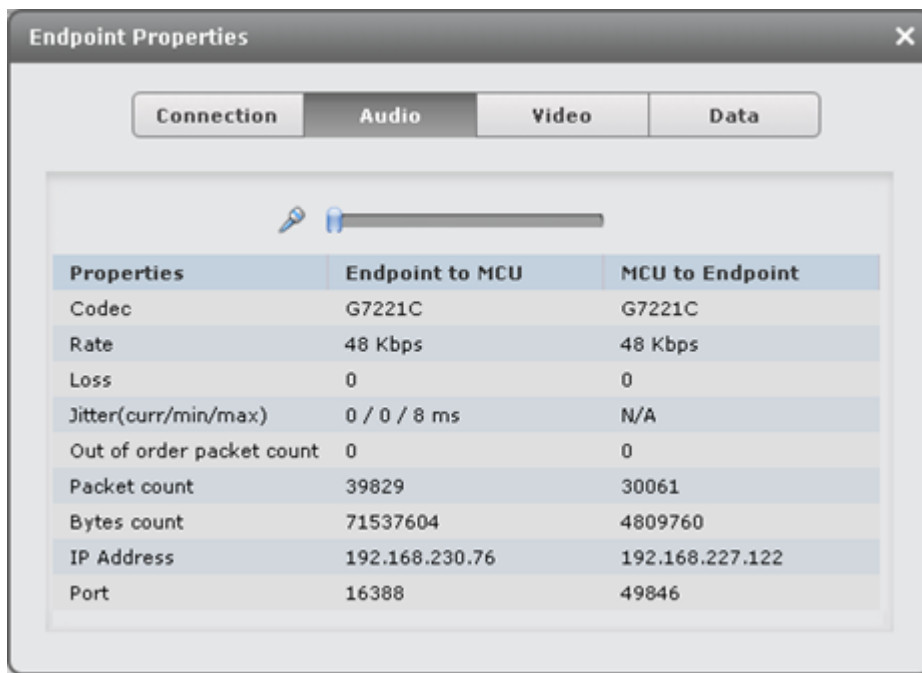 Endpoint Properties
Connection Audio Video Data
Properties Endpoint to MCU MCU to Endpoint
Codec G7221C G7221C
Rate 48 Kbps 48 Kbps
Loss 0 0
Jitter(curr/min/max) 0 / 0 / 8 ms N/A
Out of order packet count 0 0
Packet count 39829 30061
Bytes count 71537604 4809760
IP Address 192.168.230.76 192.168.227.122
Port 16388 49846